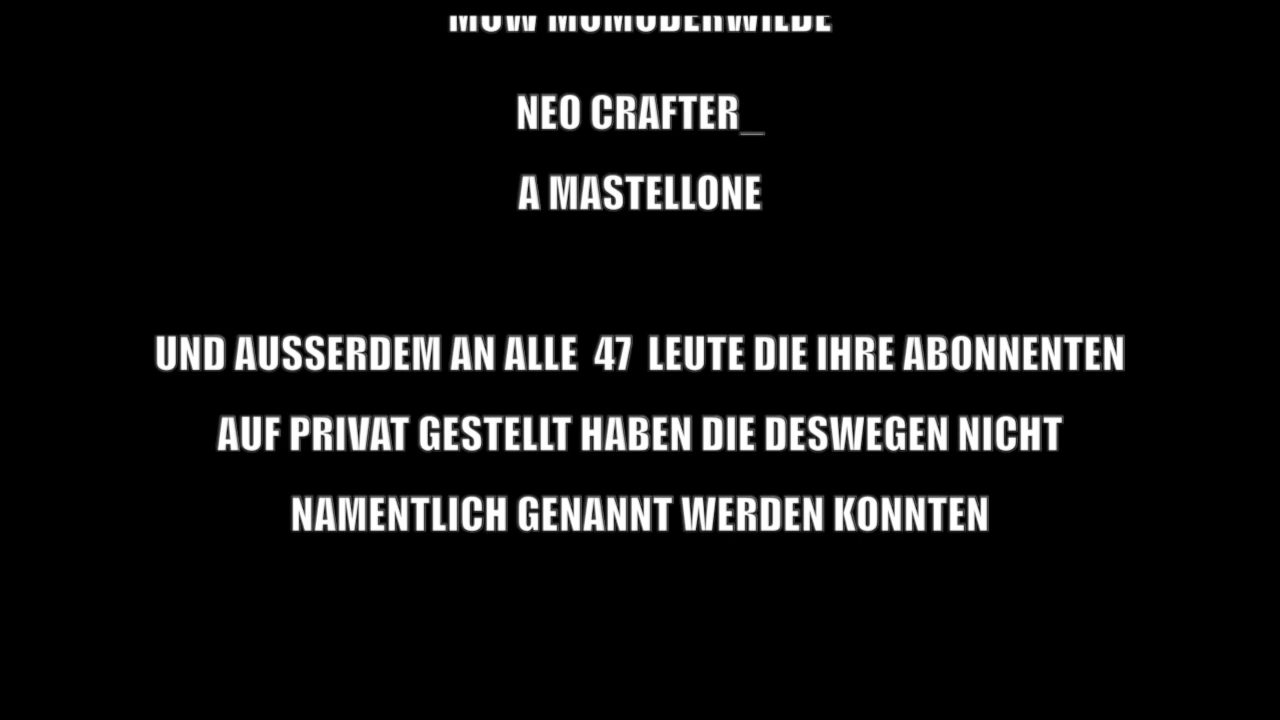 NEO CRAFTER_
A MASTELLONE
UND AUSSERDEM AN ALLE 47 LEUTE DIE IHRE ABONNENTEN
AUF PRIVAT GESTELLT HABEN DIE DESWEGEN NICHT
NAMENTLICH GENANNT WERDEN KONNTEN